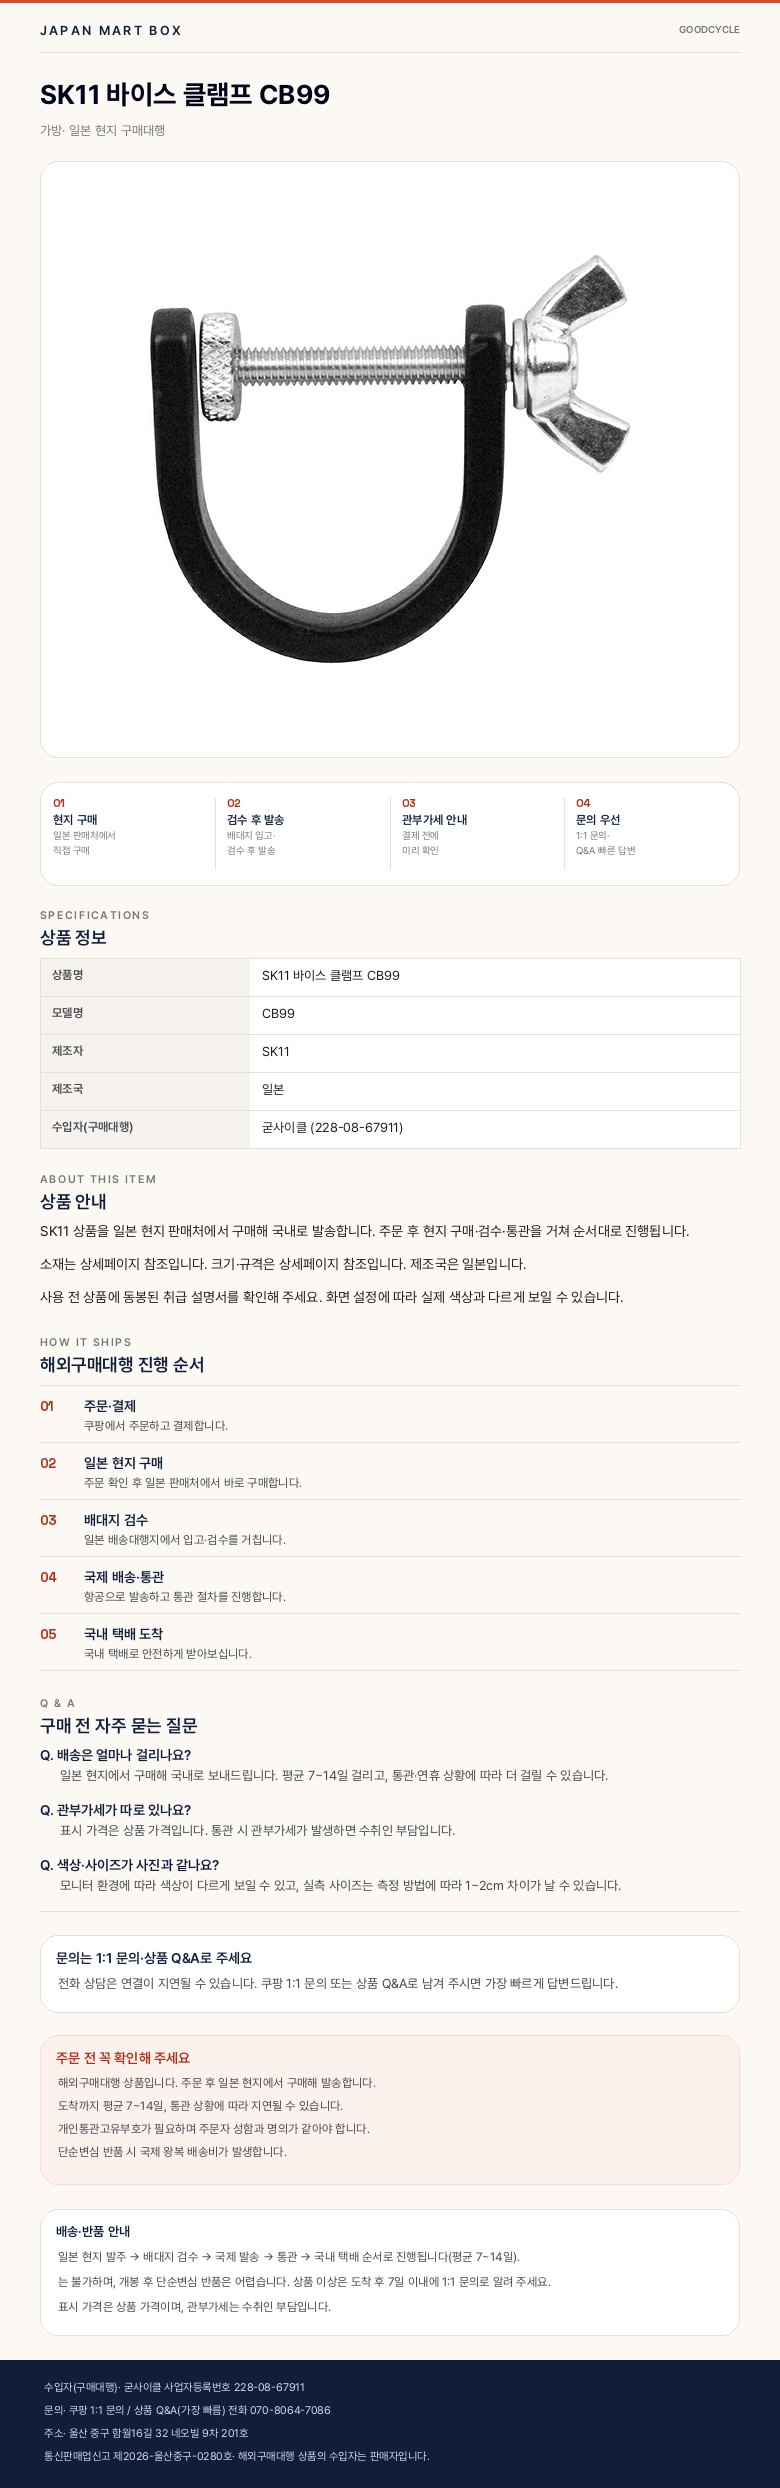 JAPAN MART BOX
GOODCYCLE
SK11 바이스 클램프 CB99
가방· 일본 현지 구매대행
01
현지 구매
일본 판매처에서
직접 구매
02
검수 후 발송
배대지 입고·
검수 후 발송
03
관부가세 안내
결제 전에
미리 확인
04
문의 우선
1:1 문의·
Q&A 빠른 답변
SPECIFICATIONS
상품 정보
상품명 SK11 바이스 클램프 CB99
모델명 CB99
제조자 SK11
제조국 일본
수입자(구매대행) 굳사이클 (228-08-67911)
ABOUT THIS ITEM
상품 안내
SK11 상품을 일본 현지 판매처에서 구매해 국내로 발송합니다. 주문 후 현지 구매·검수·통관을 거쳐 순서대로 진행됩니다.
소재는 상세페이지 참조입니다. 크기·규격은 상세페이지 참조입니다. 제조국은 일본입니다.
사용 전 상품에 동봉된 취급 설명서를 확인해 주세요. 화면 설정에 따라 실제 색상과 다르게 보일 수 있습니다.
HOW IT SHIPS
해외구매대행 진행 순서
01 주문·결제
쿠팡에서 주문하고 결제합니다.
02 일본 현지 구매
주문 확인 후 일본 판매처에서 바로 구매합니다.
03 배대지 검수
일본 배송대행지에서 입고·검수를 거칩니다.
04 국제 배송·통관
항공으로 발송하고 통관 절차를 진행합니다.
05 국내 택배 도착
국내 택배로 안전하게 받아보십니다.
Q & A
구매 전 자주 묻는 질문
Q. 배송은 얼마나 걸리나요?
일본 현지에서 구매해 국내로 보내드립니다. 평균 7~14일 걸리고, 통관·연휴 상황에 따라 더 걸릴 수 있습니다.
Q. 관부가세가 따로 있나요?
표시 가격은 상품 가격입니다. 통관 시 관부가세가 발생하면 수취인 부담입니다.
Q. 색상·사이즈가 사진과 같나요?
모니터 환경에 따라 색상이 다르게 보일 수 있고, 실측 사이즈는 측정 방법에 따라 1~2cm 차이가 날 수 있습니다.
문의는 1:1 문의·상품 Q&A로 주세요
전화 상담은 연결이 지연될 수 있습니다. 쿠팡 1:1 문의 또는 상품 Q&A로 남겨 주시면 가장 빠르게 답변드립니다.
주문 전 꼭 확인해 주세요
해외구매대행 상품입니다. 주문 후 일본 현지에서 구매해 발송합니다.
도착까지 평균 7~14일, 통관 상황에 따라 지연될 수 있습니다.
개인통관고유부호가 필요하며 주문자 성함과 명의가 같아야 합니다.
단순변심 반품 시 국제 왕복 배송비가 발생합니다.
배송·반품 안내
일본 현지 발주 → 배대지 검수 → 국제 발송 → 통관 → 국내 택배 순서로 진행됩니다(평균 7~14일).
는 불가하며, 개봉 후 단순변심 반품은 어렵습니다. 상품 이상은 도착 후 7일 이내에 1:1 문의로 알려 주세요.
표시 가격은 상품 가격이며, 관부가세는 수취인 부담입니다.
수입자(구매대행)· 굳사이클 사업자등록번호 228-08-67911
문의· 쿠팡 1:1 문의 / 상품 Q&A(가장 빠름) 전화 070-8064-7086
주소· 울산 중구 함월16길 32 네오빌 9차 201호
통신판매업신고 제2026-울산중구-0280호· 해외구매대행 상품의 수입자는 판매자입니다.